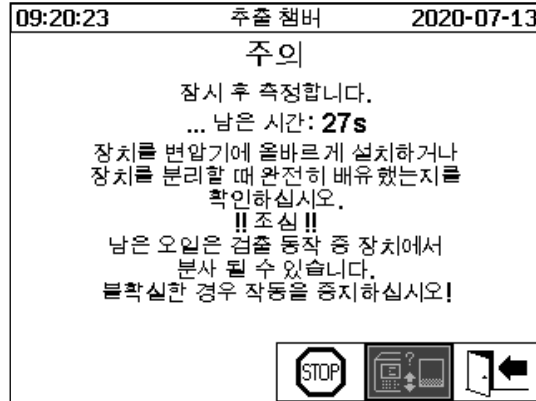 09:20:23 추출 챔버 2020-07-13
주의
잠시 후 측정합니다.
... 남은 시간: 27s
장치를 변압기에 올바르게 설치하거나
장치를 분리할 때 완전히 배유했는지를
확인하십시오.
!! 조심 !!
남은 오일은 검출 동작 중 장치에서
분사 될 수 있습니다.
불확실한 경우 작동을 중지하십시오!
STOP ?